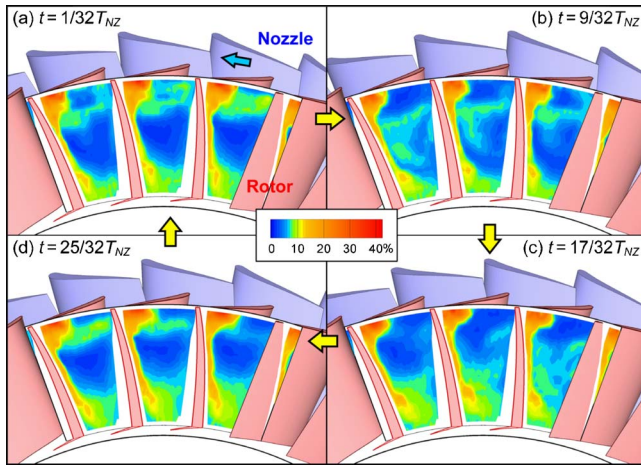 (a) t = 1/32T_NZ
Nozzle
(b) t = 9/32T_NZ
Rotor
0 10 20 30 40%
(d) t = 25/32T_NZ
(c) t = 17/32T_NZ